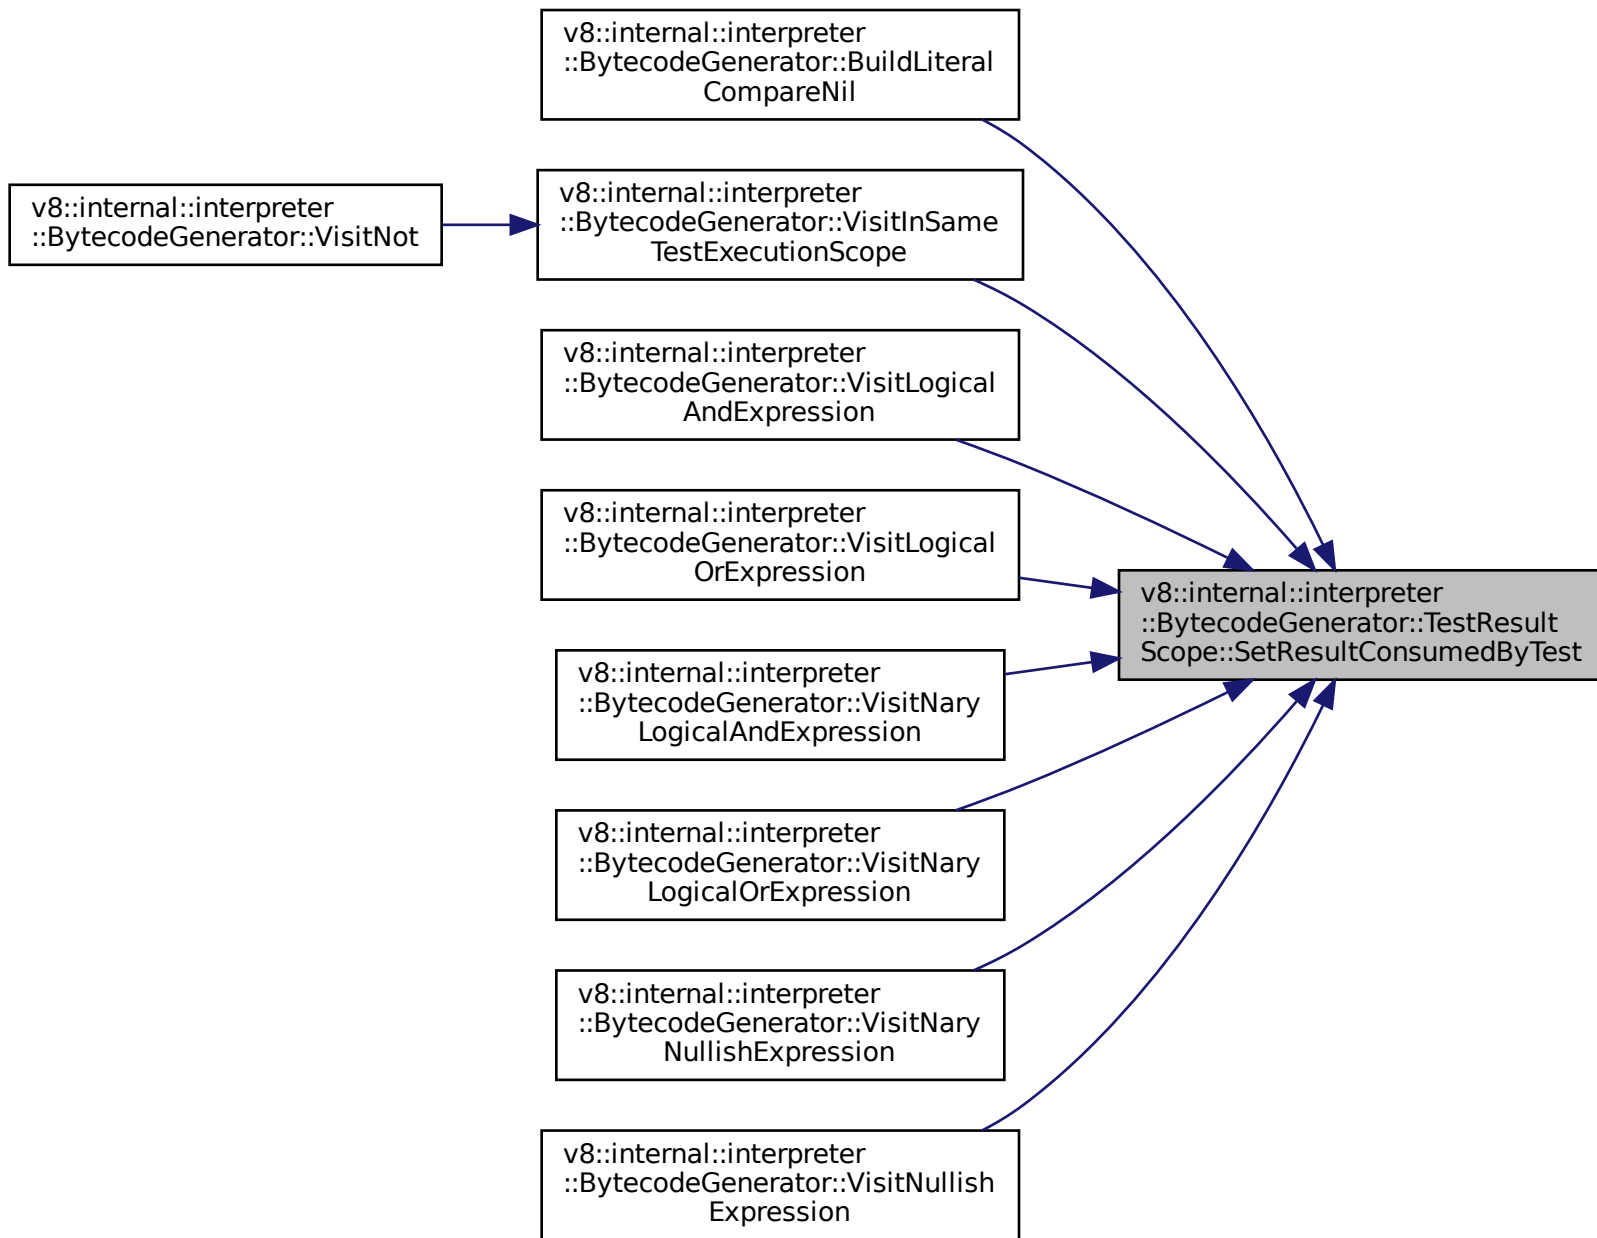 v8::internal::interpreter
::BytecodeGenerator::BuildLiteral
CompareNil
v8::internal::interpreter
::BytecodeGenerator::VisitNot
v8::internal::interpreter
::BytecodeGenerator::VisitInSame
TestExecutionScope
v8::internal::interpreter
::BytecodeGenerator::VisitLogical
AndExpression
v8::internal::interpreter
::BytecodeGenerator::VisitLogical
OrExpression
v8::internal::interpreter
::BytecodeGenerator::TestResult
Scope::SetResultConsumedByTest
v8::internal::interpreter
::BytecodeGenerator::VisitNary
LogicalAndExpression
v8::internal::interpreter
::BytecodeGenerator::VisitNary
LogicalOrExpression
v8::internal::interpreter
::BytecodeGenerator::VisitNary
NullishExpression
v8::internal::interpreter
::BytecodeGenerator::VisitNullish
Expression